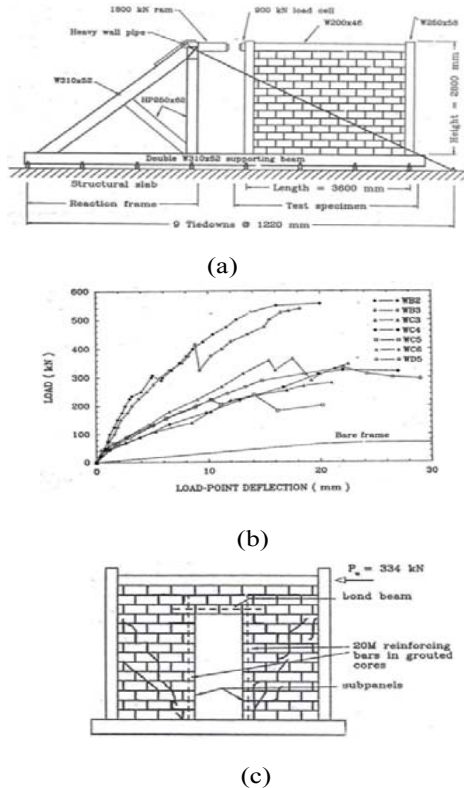 1800 kN ram
900 kN load cell
Heavy wall pipe
W200x46
W250x58
W310x52
HP250x62
Height = 2800 mm
Double W310x52 supporting beam
Structural slab
Length = 3600 mm
Reaction frame
Test specimen
9 Tiedowns @ 1220 mm
(a)
600
500
400
300
200
100
0
LOAD (kN)
WB2
WB3
WC3
WC4
WC5
WC6
WD5
Bare frame
0
10
20
30
LOAD-POINT DEFLECTION (mm)
(b)
= 334 kN
bond beam
20M reinforcing
bars in grouted
cores
subpanels
(c)